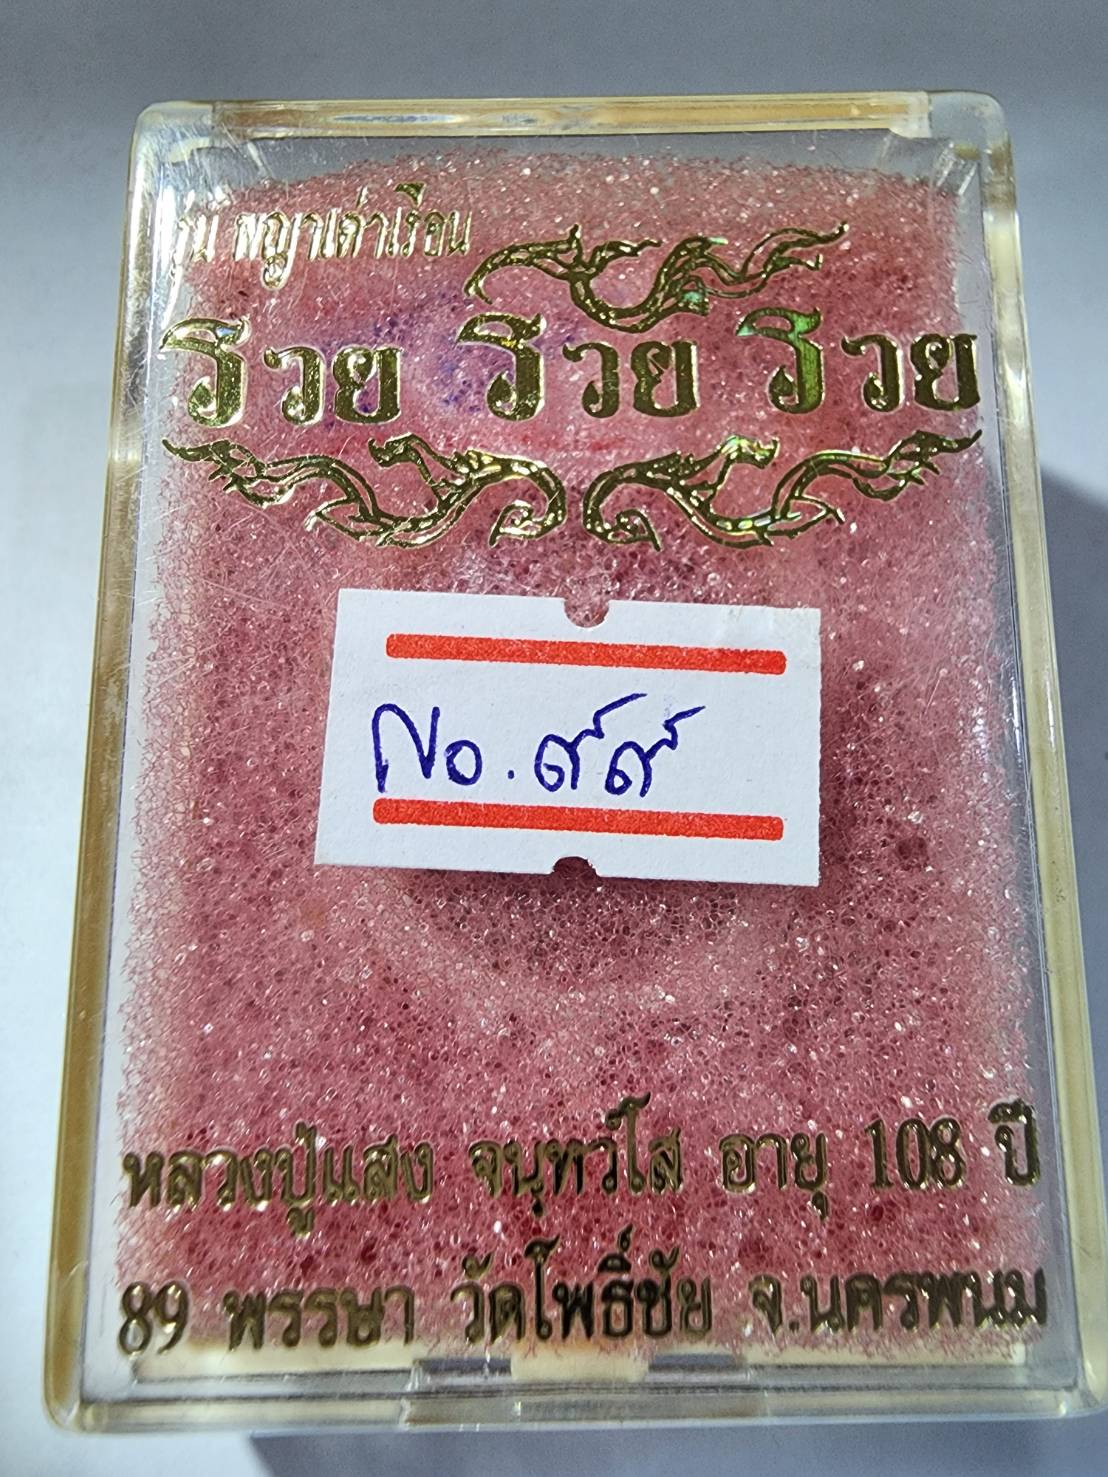 รุ่น พญาเต่าเรือน
รวย รวย รวย
No. ๙๙
หลวงปู่แสง จนฺทวํโส อายุ 108 ปี
89 พรรษา วัดโพธิ์ชัย จ.นครพนม